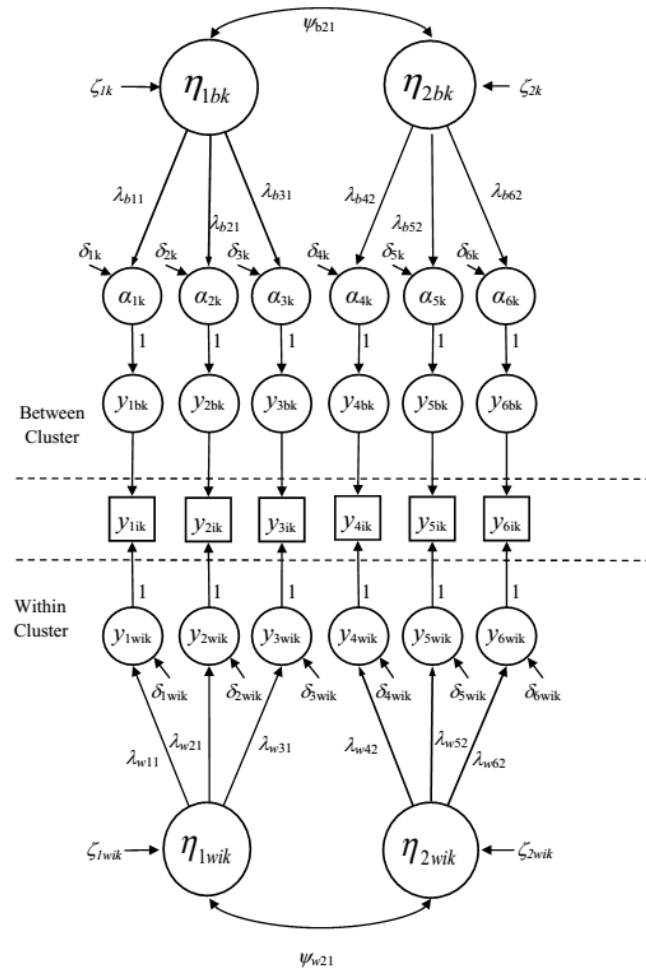 ψb21
ζ1k η1bk η2bk ζ2k
λb11 λb21 λb31 λb42 λb52 λb62
δ1k δ2k δ3k δ4k δ5k δ6k
α1k α2k α3k α4k α5k α6k
1 1 1 1 1 1
y1bk y2bk y3bk y4bk y5bk y6bk
Between
Cluster
y1ik y2ik y3ik y4ik y5ik y6ik
1 1 1 1 1 1
Within
Cluster
y1wik y2wik y3wik y4wik y5wik y6wik
δ1wik δ2wik δ3wik δ4wik δ5wik δ6wik
λw11 λw21 λw31 λw42 λw52 λw62
ζ1wik η1wik η2wik ζ2wik
ψw21